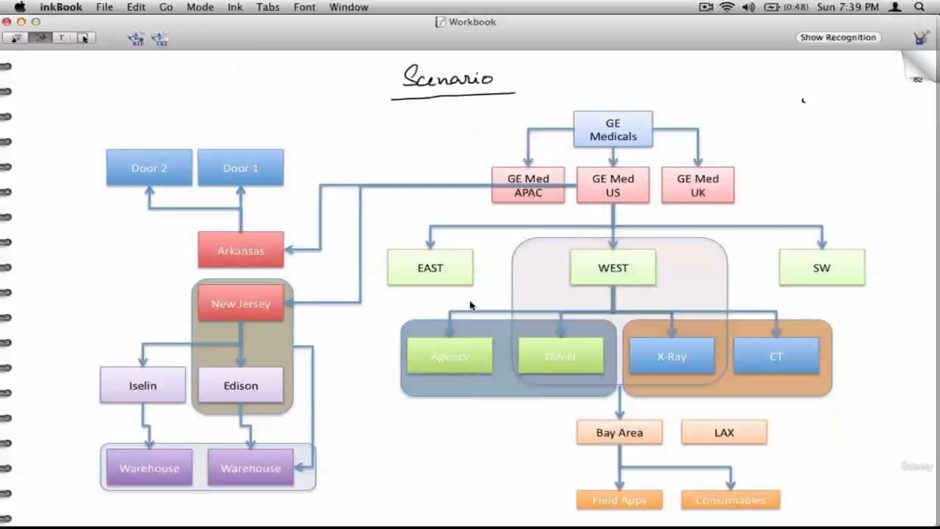 inkBook File Edit Mode Ink Tabs Font Window (0:48) Sun 7:39 PM
Workbook
T Show Recognition
82
Scenario
GE
Medicals
GE Med
APAC
GE Med
US
GE Med
UK
Door 2
Door 1
Arkansas
EAST
WEST
SW
New Jersey
Agency
Direct
X-Ray
CT
Iselin
Edison
Bay Area
LAX
Warehouse
Warehouse
Field Apps
Consumables
Udemy